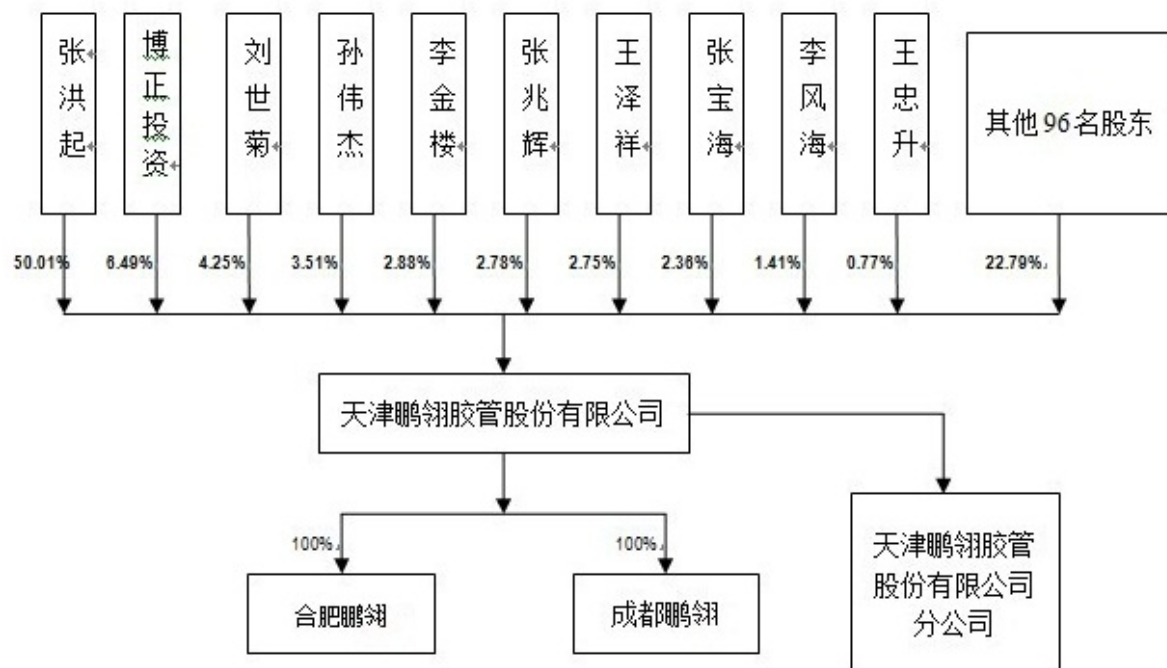 张洪起
博正投资
刘世菊
孙伟杰
李金楼
张兆辉
王泽祥
张宝海
李风海
王忠升
其他96名股东
50.01%
6.49%
4.25%
3.51%
2.88%
2.78%
2.75%
2.36%
1.41%
0.77%
22.79%
天津鹏翎胶管股份有限公司
100%
100%
合肥鹏翎
成都鹏翎
天津鹏翎胶管
股份有限公司
分公司